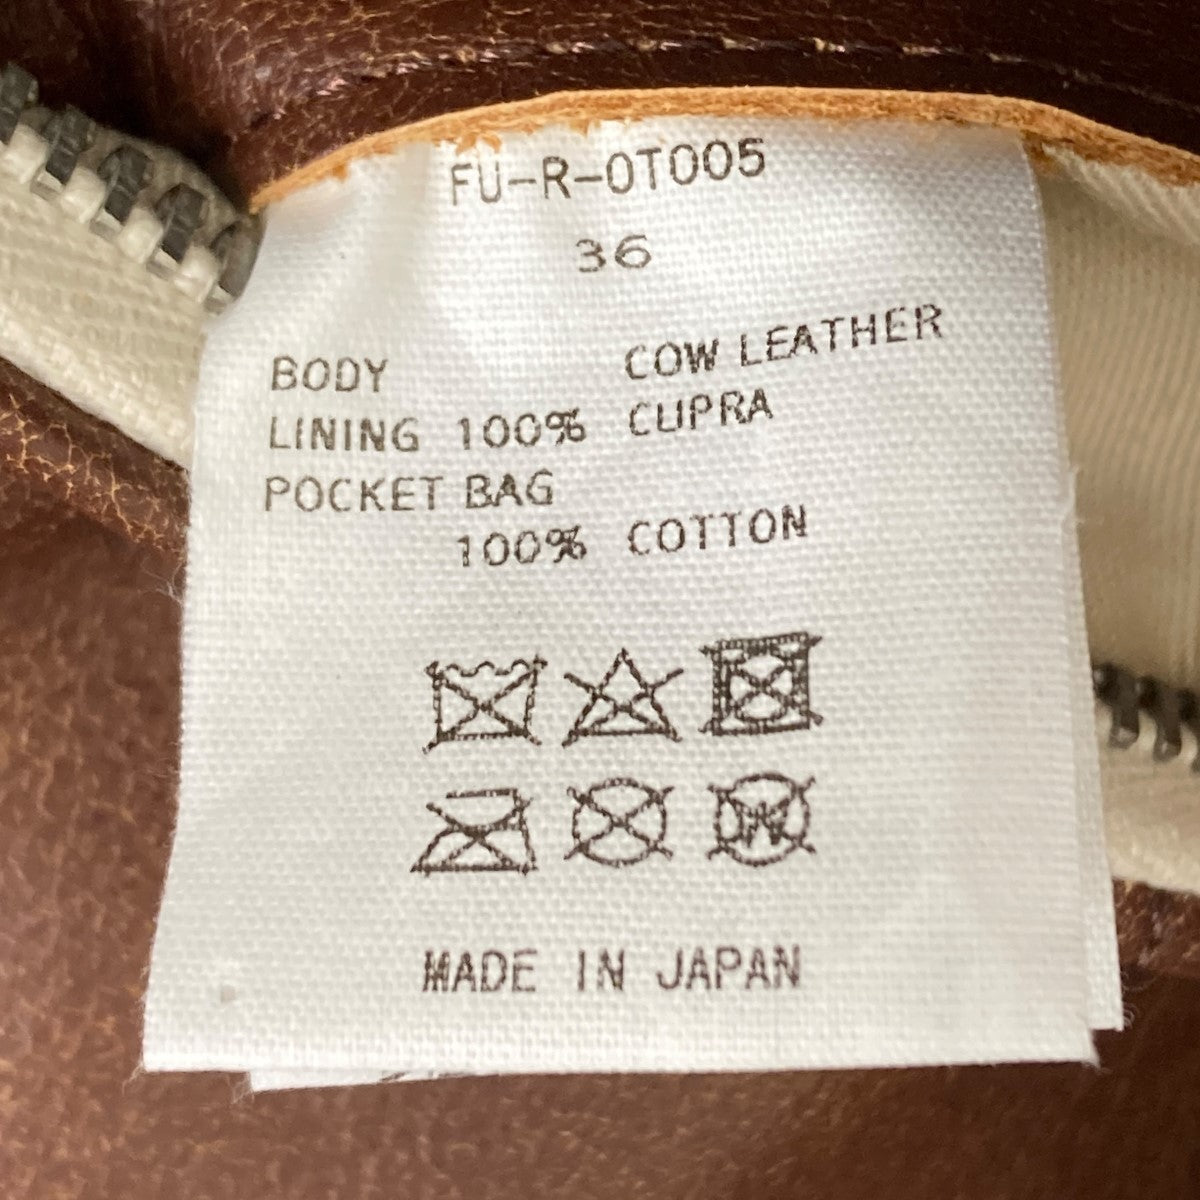 FU-R-OT005
36
BODY COW LEATHER
LINING 100% CUPRA
POCKET BAG
100% COTTON
W
MADE IN JAPAN